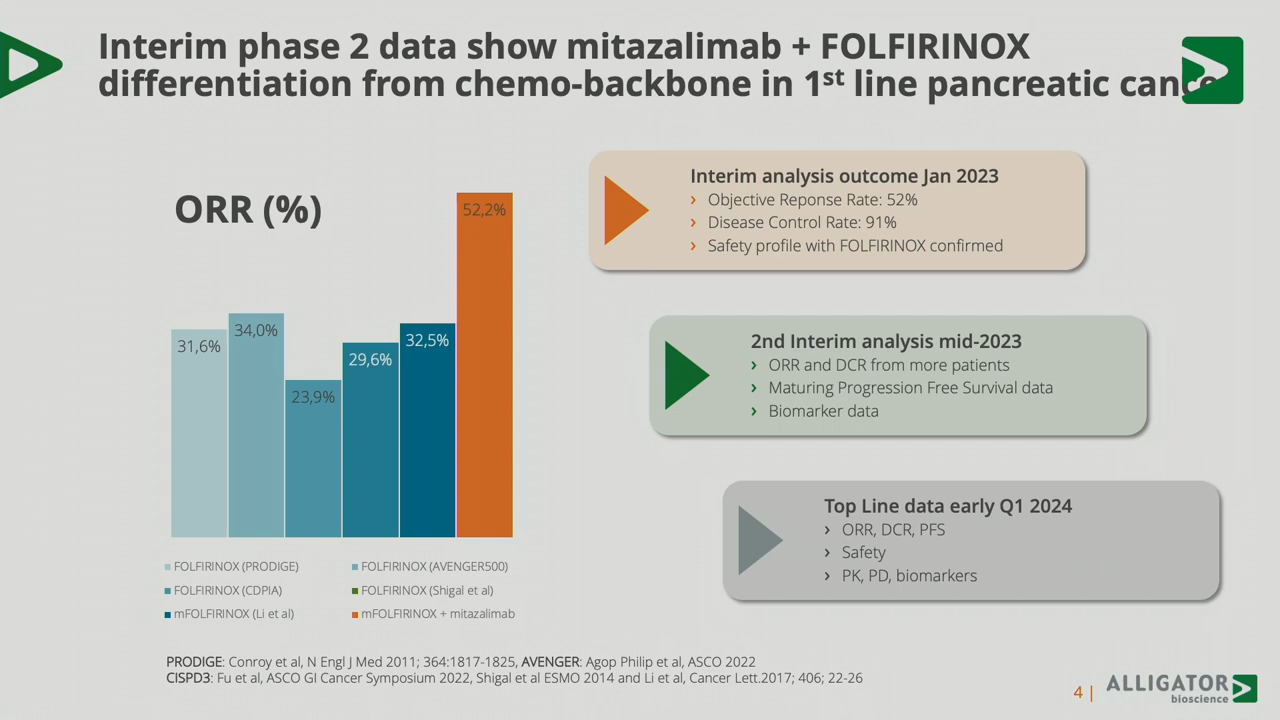 Interim phase 2 data show mitazalimab + FOLFIRINOX
differentiation from chemo-backbone in 1st line pancreatic cance
ORR (%)
31,6%
34,0%
23,9%
29,6%
32,5%
52,2%
FOLFIRINOX (PRODIGE)
FOLFIRINOX (AVENGER500)
FOLFIRINOX (CDPIA)
FOLFIRINOX (Shigal et al)
mFOLFIRINOX (Li et al)
mFOLFIRINOX + mitazalimab
Interim analysis outcome Jan 2023
› Objective Reponse Rate: 52%
› Disease Control Rate: 91%
› Safety profile with FOLFIRINOX confirmed
2nd Interim analysis mid-2023
› ORR and DCR from more patients
› Maturing Progression Free Survival data
› Biomarker data
Top Line data early Q1 2024
› ORR, DCR, PFS
› Safety
› PK, PD, biomarkers
PRODIGE: Conroy et al, N Engl J Med 2011; 364:1817-1825, AVENGER: Agop Philip et al, ASCO 2022
CISPD3: Fu et al, ASCO GI Cancer Symposium 2022, Shigal et al ESMO 2014 and Li et al, Cancer Lett.2017; 406; 22-26
4 |
ALLIGATOR
bioscience